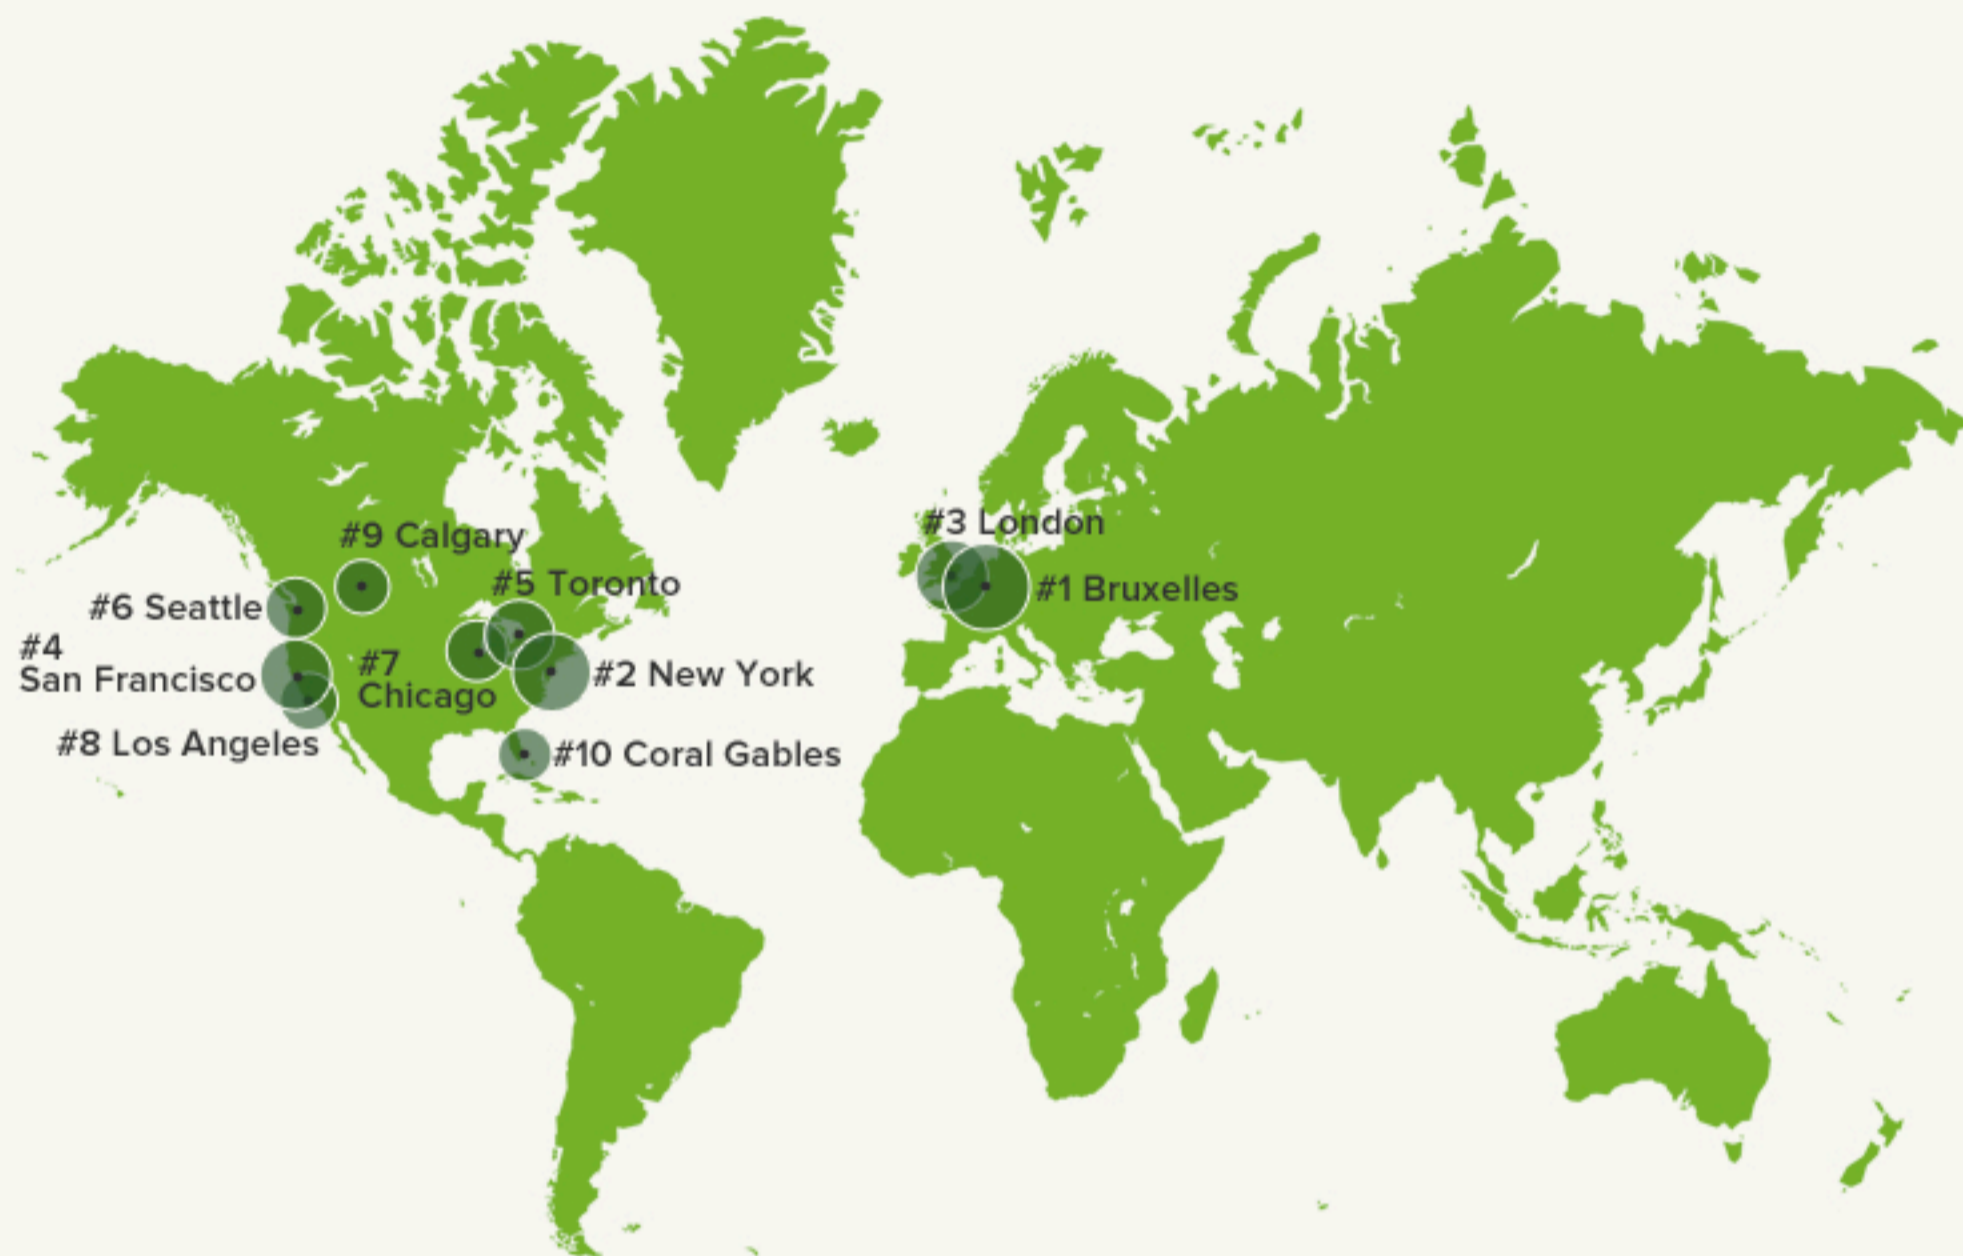 #3 London
#9 Calgary
#5 Toronto
#1 Bruxelles
#6 Seattle
#4
San Francisco
#7
Chicago
#2 New York
#8 Los Angeles
#10 Coral Gables